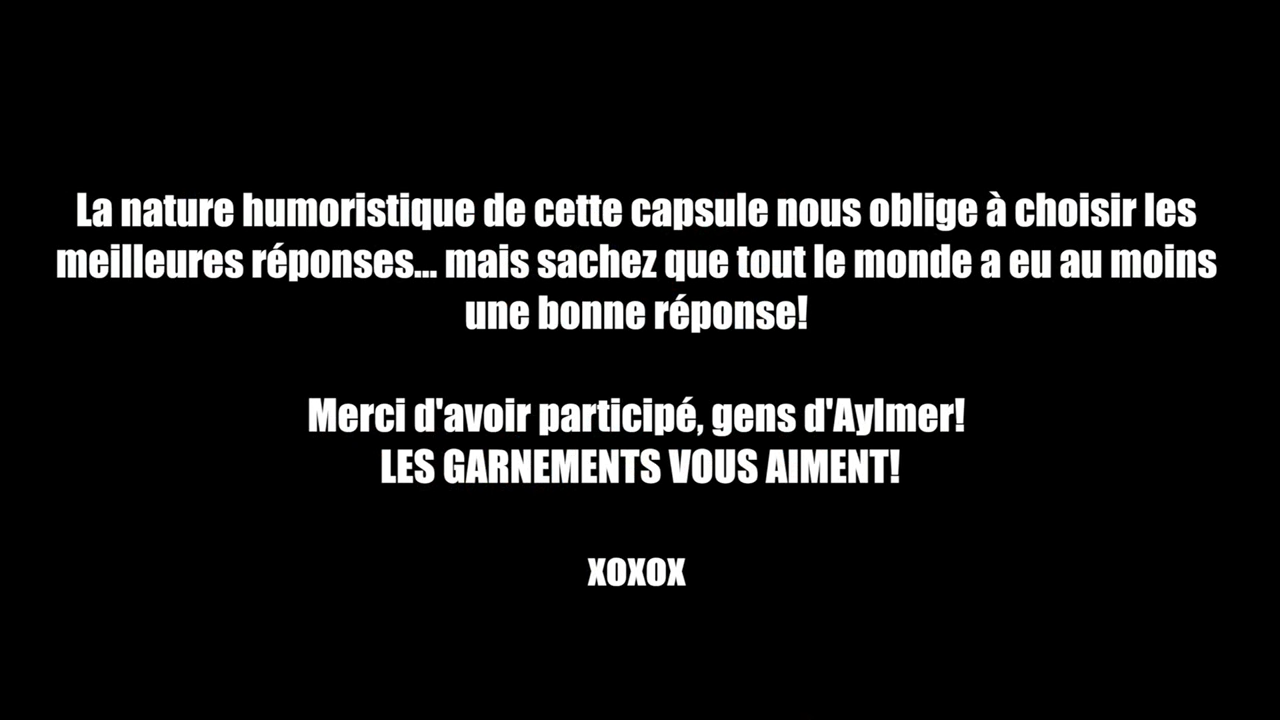 La nature humoristique de cette capsule nous oblige à choisir les
meilleures réponses... mais sachez que tout le monde a eu au moins
une bonne réponse!
Merci d'avoir participé, gens d'Aylmer!
LES GARNEMENTS VOUS AIMENT!
xoxox